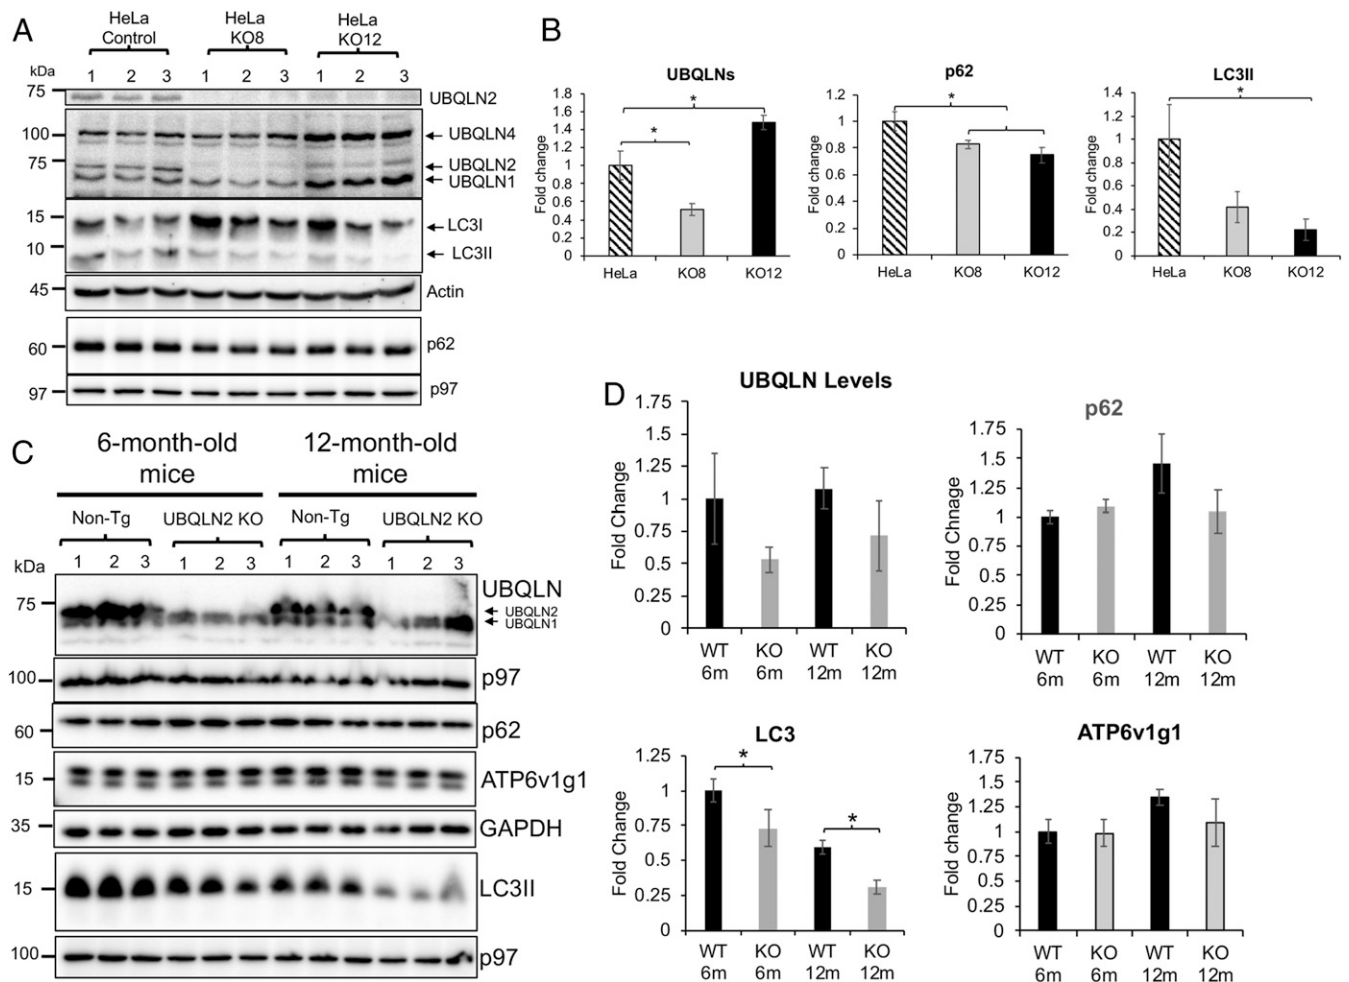 A
HeLa Control
HeLa KO8
HeLa KO12
kDa
1 2 3 1 2 3 1 2 3
75
UBQLN2
100
UBQLN4
75
UBQLN2
UBQLN1
15
LC3I
10
LC3II
45
Actin
60
p62
97
p97
B
UBQLNs
Fold change
1.8
1.6
1.4
1.2
1
0.8
0.6
0.4
0.2
0
*
*
HeLa KO8 KO12
p62
Fold change
1.2
1
0.8
0.6
0.4
0.2
0
*
HeLa KO8 KO12
LC3II
Fold change
1.4
1.2
1
0.8
0.6
0.4
0.2
0
*
HeLa KO8 KO12
C
6-month-old mice
12-month-old mice
Non-Tg UBQLN2 KO Non-Tg UBQLN2 KO
kDa
1 2 3 1 2 3 1 2 3 1 2 3
UBQLN
75
UBQLN2
UBQLN1
100
p97
60
p62
15
ATP6v1g1
35
GAPDH
15
LC3II
100
p97
D
UBQLN Levels
Fold Change
1.75
1.5
1.25
1
0.75
0.5
0.25
0
WT KO WT KO
6m 6m 12m 12m
p62
Fold Chnage
1.75
1.5
1.25
1
0.75
0.5
0.25
0
WT KO WT KO
6m 6m 12m 12m
LC3
Fold Change
1.25
1
0.75
0.5
0.25
0
*
*
WT KO WT KO
6m 6m 12m 12m
ATP6v1g1
Fold change
1.75
1.5
1.25
1
0.75
0.5
0.25
0
WT KO WT KO
6m 6m 12m 12m